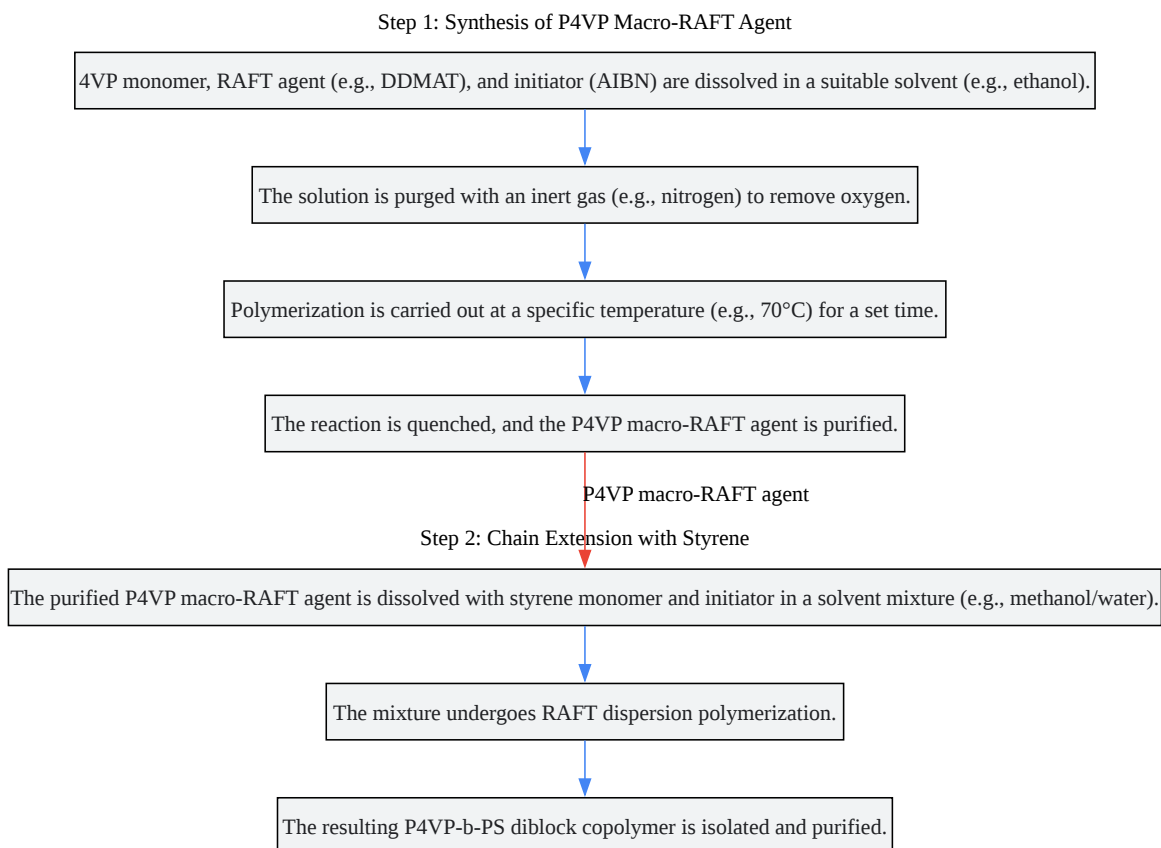 Step 1: Synthesis of P4VP Macro-RAFT Agent
4VP monomer, RAFT agent (e.g., DDMAT), and initiator (AIBN) are dissolved in a suitable solvent (e.g., ethanol).
The solution is purged with an inert gas (e.g., nitrogen) to remove oxygen.
Polymerization is carried out at a specific temperature (e.g., 70°C) for a set time.
The reaction is quenched, and the P4VP macro-RAFT agent is purified.
P4VP macro-RAFT agent
Step 2: Chain Extension with Styrene
The purified P4VP macro-RAFT agent is dissolved with styrene monomer and initiator in a solvent mixture (e.g., methanol/water).
The mixture undergoes RAFT dispersion polymerization.
The resulting P4VP-b-PS diblock copolymer is isolated and purified.